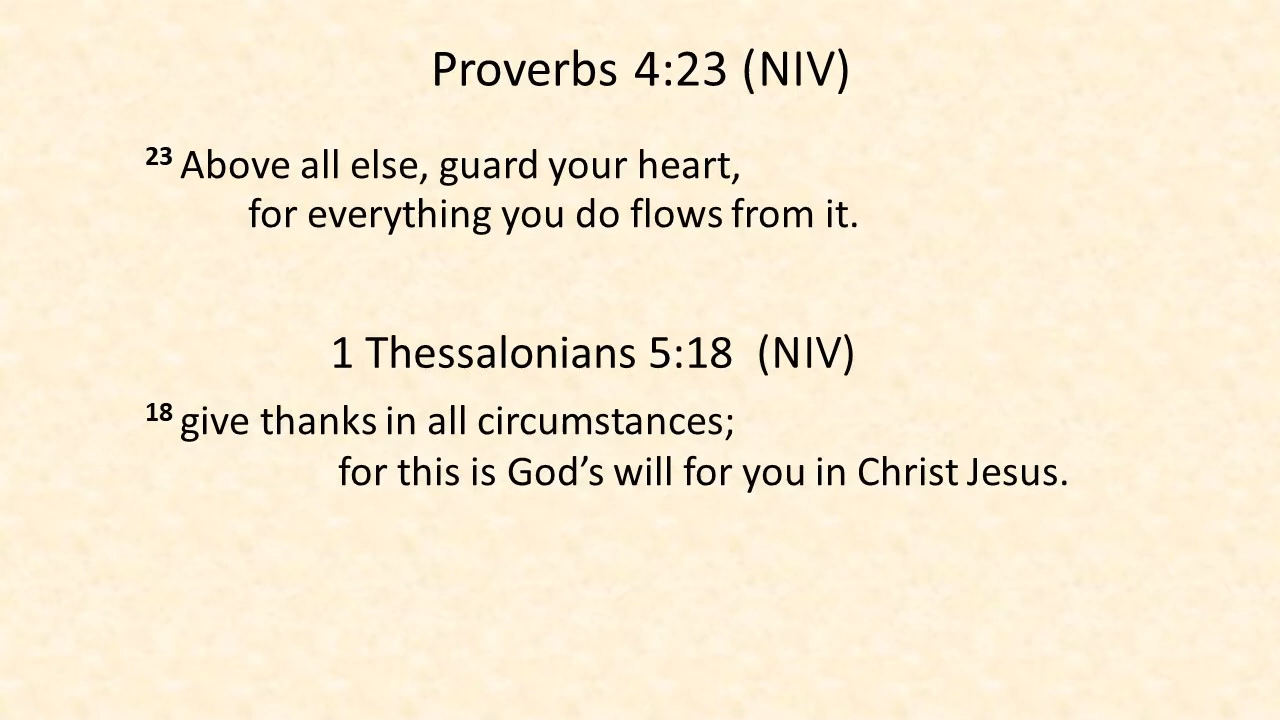 Proverbs 4:23 (NIV)
23 Above all else, guard your heart,
for everything you do flows from it.
1 Thessalonians 5:18 (NIV)
18 give thanks in all circumstances;
for this is God’s will for you in Christ Jesus.